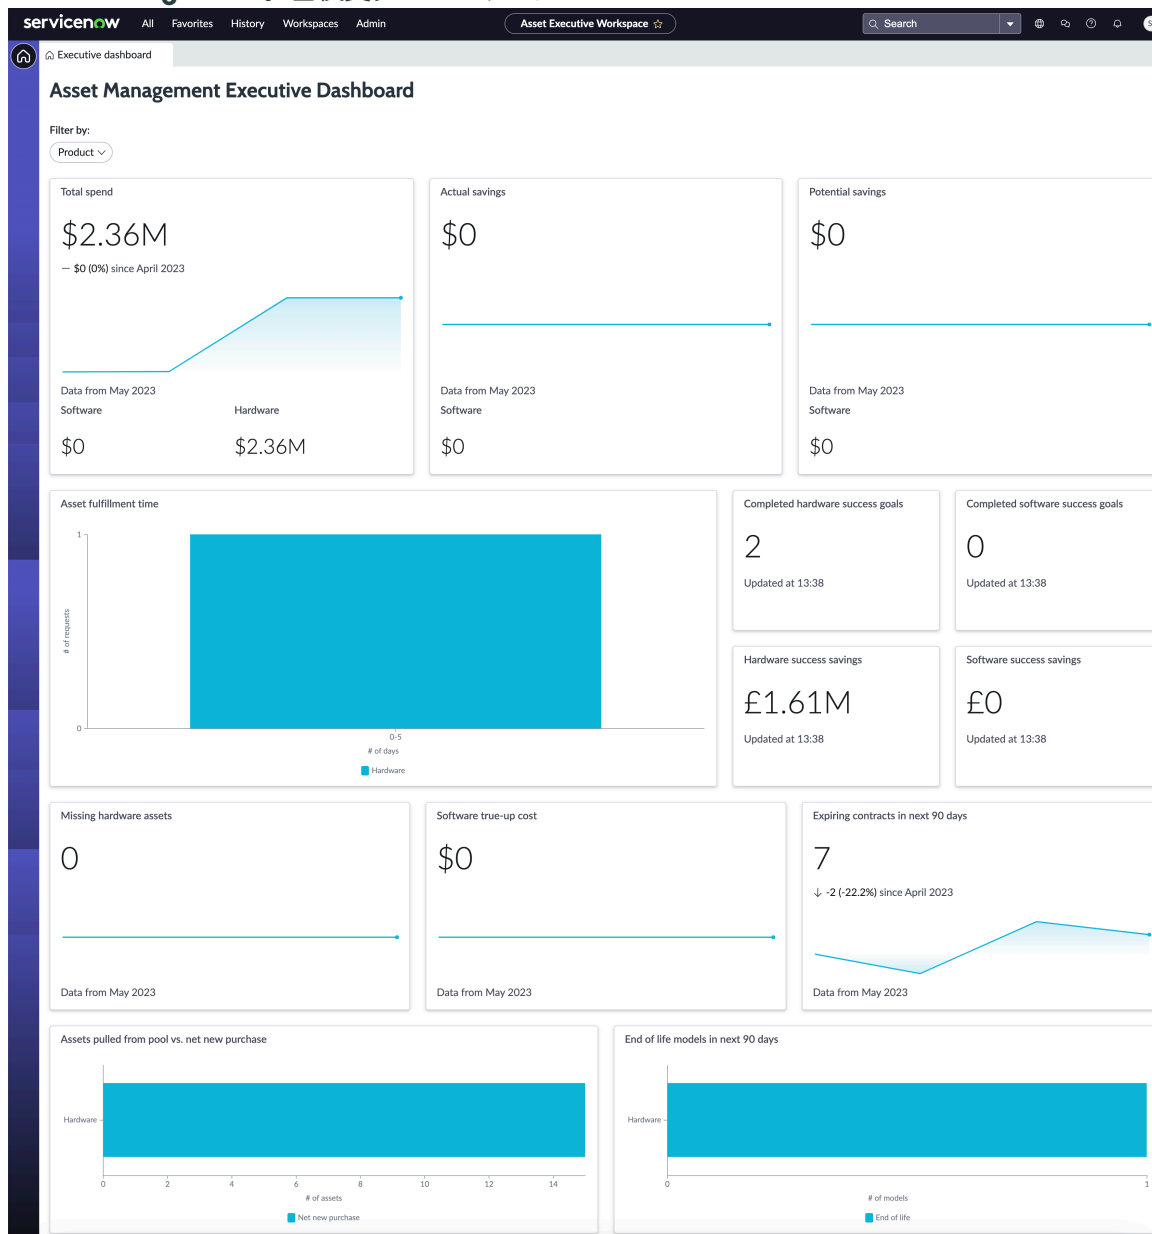 servicenow All Favorites History Workspaces Admin Asset Executive Workspace ☆ Search
Executive dashboard
Asset Management Executive Dashboard
Filter by:
Product
Total spend
$2.36M
— $0 (0%) since April 2023
Data from May 2023
Software Hardware
$0 $2.36M
Actual savings
$0
Data from May 2023
Software
$0
Potential savings
$0
Data from May 2023
Software
$0
Asset fulfillment time
1
# of requests
0
0-5
# of days
Hardware
Completed hardware success goals
2
Updated at 13:38
Completed software success goals
0
Updated at 13:38
Hardware success savings
£1.61M
Updated at 13:38
Software success savings
£0
Updated at 13:38
Missing hardware assets
0
Data from May 2023
Software true-up cost
$0
Data from May 2023
Expiring contracts in next 90 days
7
↓ -2 (-22.2%) since April 2023
Data from May 2023
Assets pulled from pool vs. net new purchase
Hardware
0 2 4 6 8 10 12 14
# of assets
Net new purchase
End of life models in next 90 days
Hardware
0 1
# of models
End of life